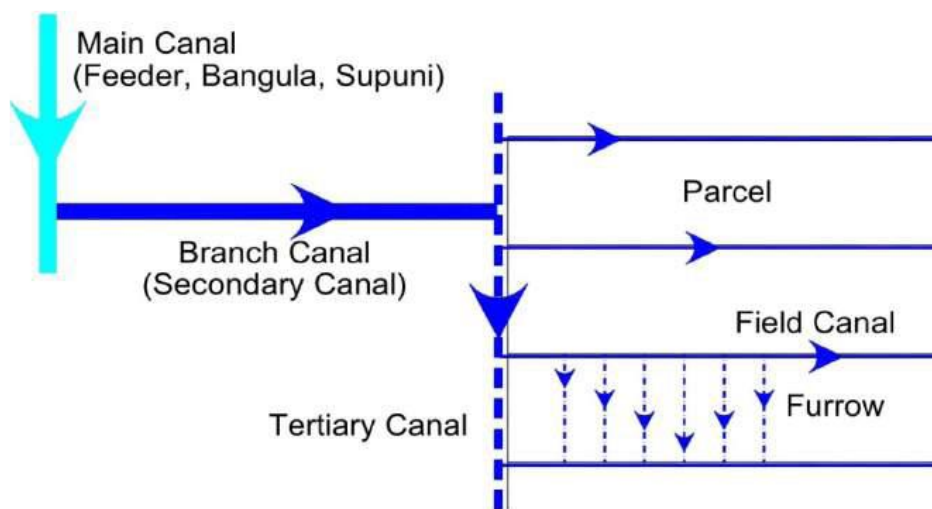 Main Canal
(Feeder, Bangula, Supuni)
Parcel
Branch Canal
(Secondary Canal)
Field Canal
Furrow
Tertiary Canal